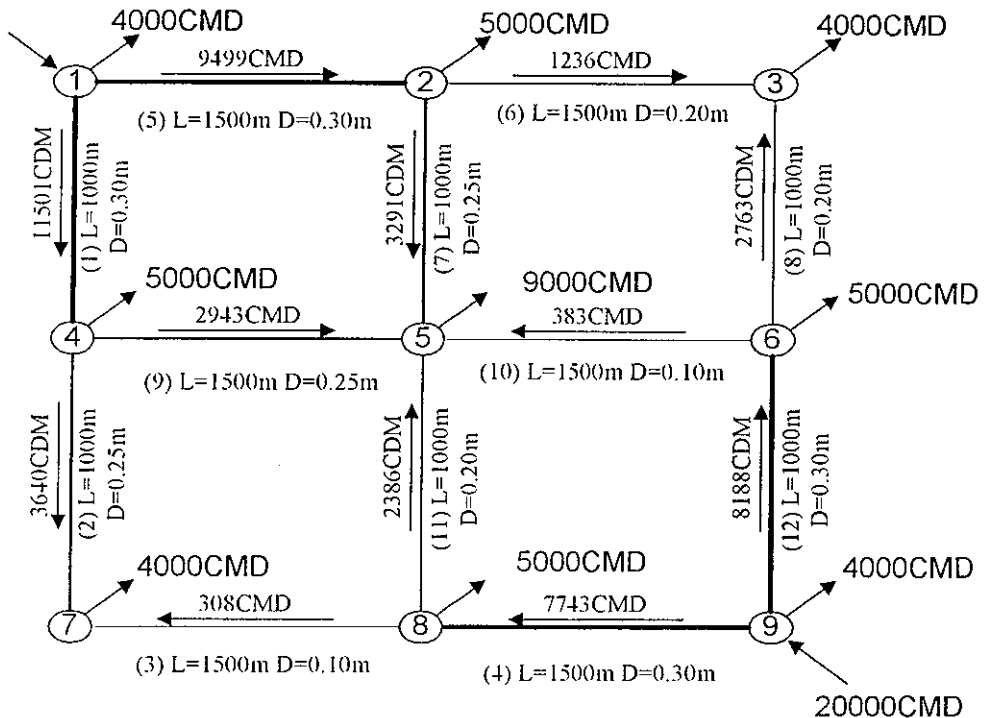 4000CMD
5000CMD
4000CMD
1
9499CMD
2
1236CMD
3
(5) L=1500m D=0.30m
(6) L=1500m D=0.20m
11501CDM
(1) L=1000m
D=0.30m
3291CDM
(7) L=1000m
D=0.25m
2763CDM
(8) L=1000m
D=0.20m
5000CMD
9000CMD
5000CMD
4
2943CMD
5
383CMD
6
(9) L=1500m D=0.25m
(10) L=1500m D=0.10m
3640CDM
(2) L=1000m
D=0.25m
2386CDM
(11) L=1000m
D=0.20m
8188CDM
(12) L=1000m
D=0.30m
4000CMD
5000CMD
4000CMD
7
308CMD
8
7743CMD
9
(3) L=1500m D=0.10m
(4) L=1500m D=0.30m
20000CMD